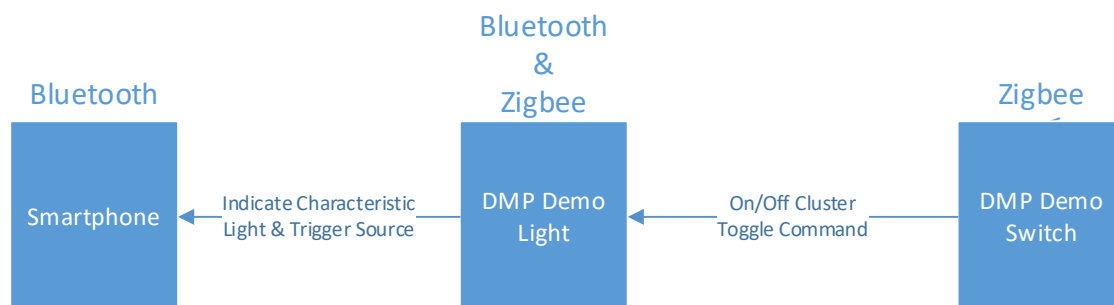 Bluetooth
Bluetooth
&
Zigbee
Zigbee
Smartphone
Indicate Characteristic
Light & Trigger Source
DMP Demo
Light
On/Off Cluster
Toggle Command
DMP Demo
Switch